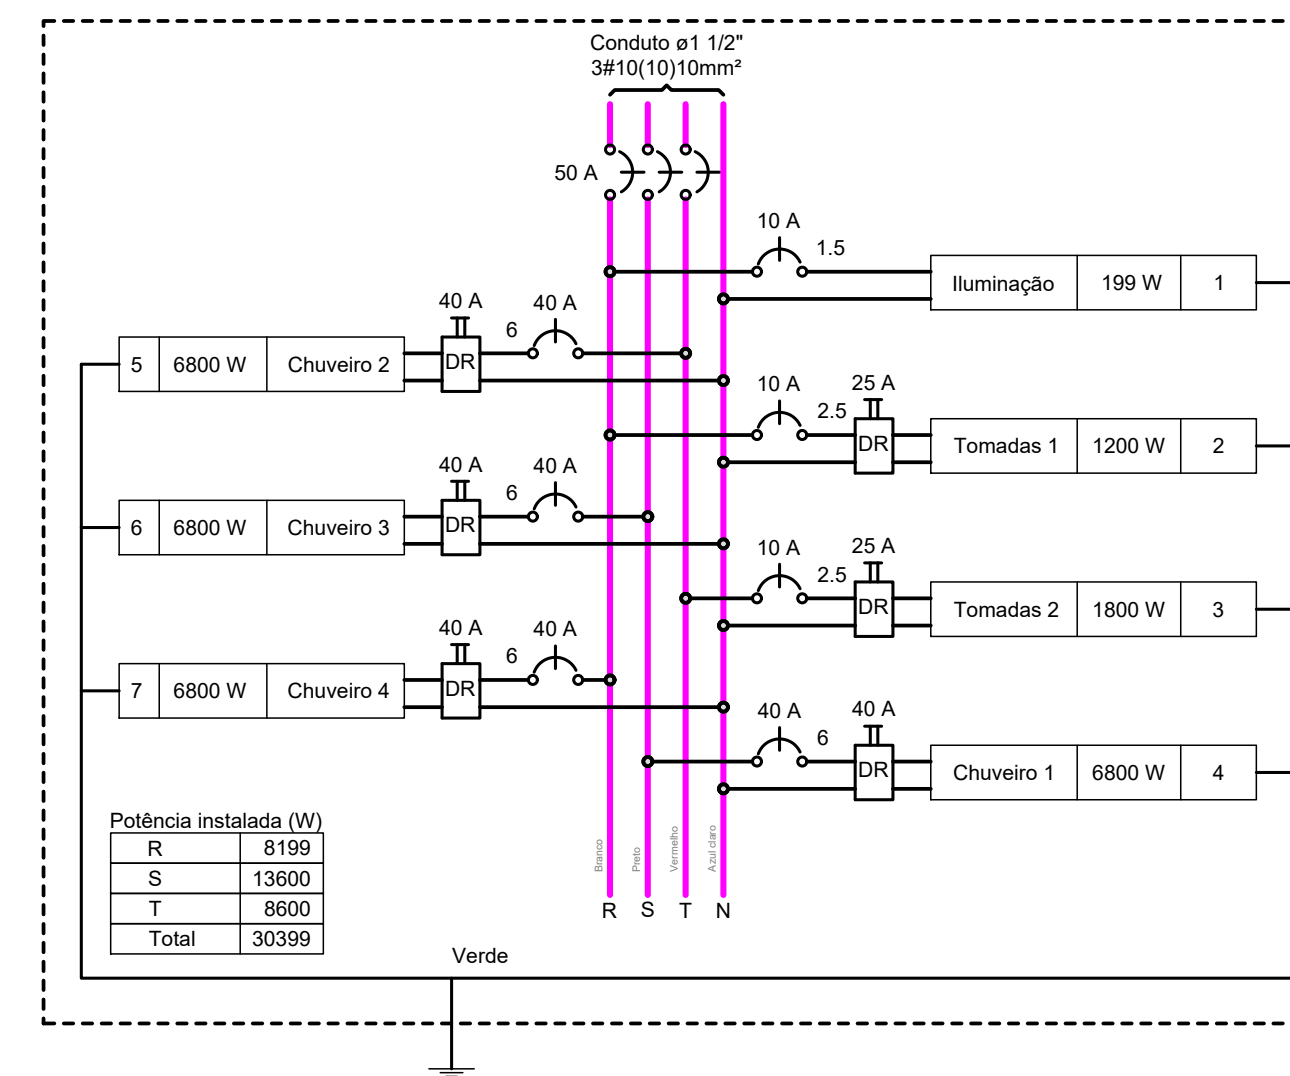 Conduto ø1 1/2"
3#10(10)10mm²
50 A
10 A
1.5
Iluminação 199 W 1
40 A 40 A
6
5 6800 W Chuveiro 2 DR
10 A 25 A
2.5
DR Tomadas 1 1200 W 2
40 A 40 A
6
6 6800 W Chuveiro 3 DR
10 A 25 A
2.5
DR Tomadas 2 1800 W 3
40 A 40 A
6
7 6800 W Chuveiro 4 DR
40 A 40 A
6
DR Chuveiro 1 6800 W 4
Potência instalada (W)
R 8199
S 13600
T 8600
Total 30399
Branco
Preto
Vermelho
Azul claro
R S T N
Verde